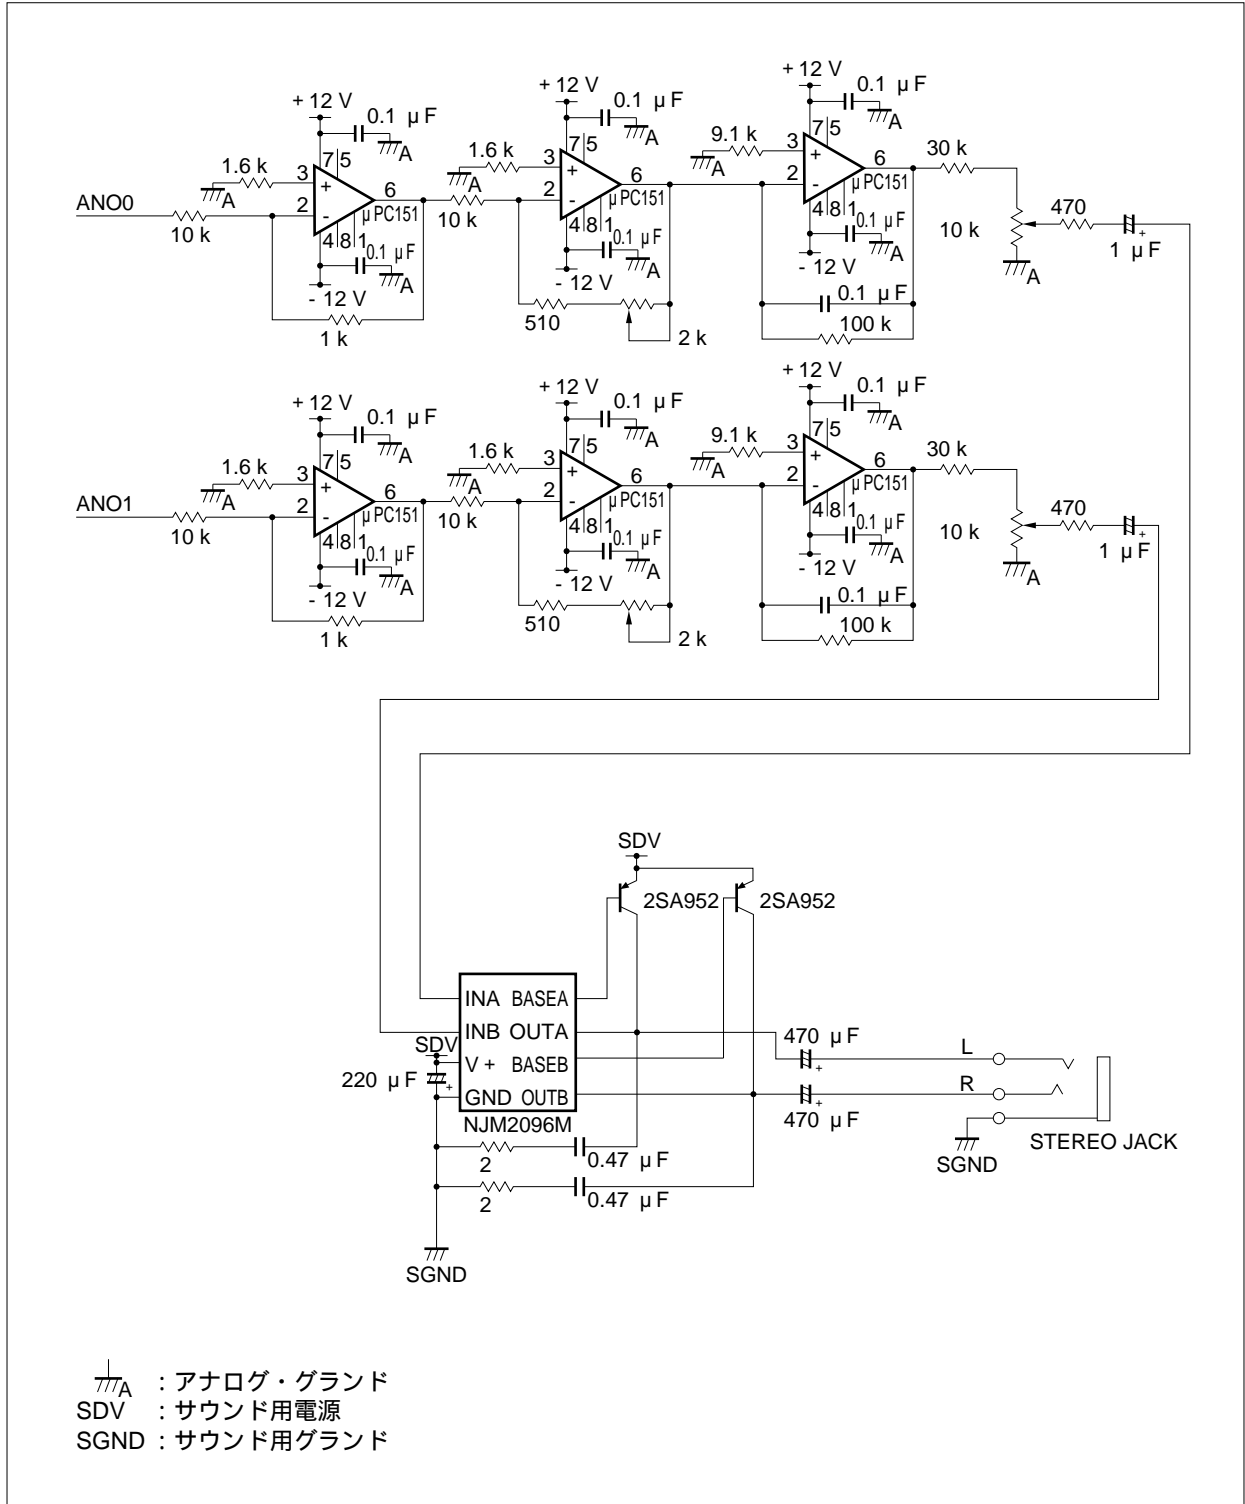 + 12 V
0.1 μF
A
7 5
1.6 k
A
3
+
2
-
6
μPC151
4 8 1
0.1 μF
A
- 12 V
ANO0
10 k
1 k
+ 12 V
0.1 μF
A
7 5
1.6 k
A
3
+
2
-
6
μPC151
4 8 1
0.1 μF
A
- 12 V
10 k
510
2 k
+ 12 V
0.1 μF
A
7 5
9.1 k
A
3
+
2
-
6
μPC151
4 8 1
0.1 μF
A
- 12 V
0.1 μF
100 k
30 k
10 k
A
470
+
1 μF
+ 12 V
0.1 μF
A
7 5
1.6 k
A
3
+
2
-
6
μPC151
4 8 1
0.1 μF
A
- 12 V
ANO1
10 k
1 k
+ 12 V
0.1 μF
A
7 5
1.6 k
A
3
+
2
-
6
μPC151
4 8 1
0.1 μF
A
- 12 V
10 k
510
2 k
+ 12 V
0.1 μF
A
7 5
9.1 k
A
3
+
2
-
6
μPC151
4 8 1
0.1 μF
A
- 12 V
0.1 μF
100 k
30 k
10 k
A
470
+
1 μF
SDV
2SA952
2SA952
INA BASEA
INB OUTA
V + BASEB
GND OUTB
NJM2096M
SDV
220 μF
+
470 μF
+
L
R
+
470 μF
SGND
STEREO JACK
2
0.47 μF
2
0.47 μF
SGND
A :アナログ・グランド
SDV :サウンド用電源
SGND :サウンド用グランド